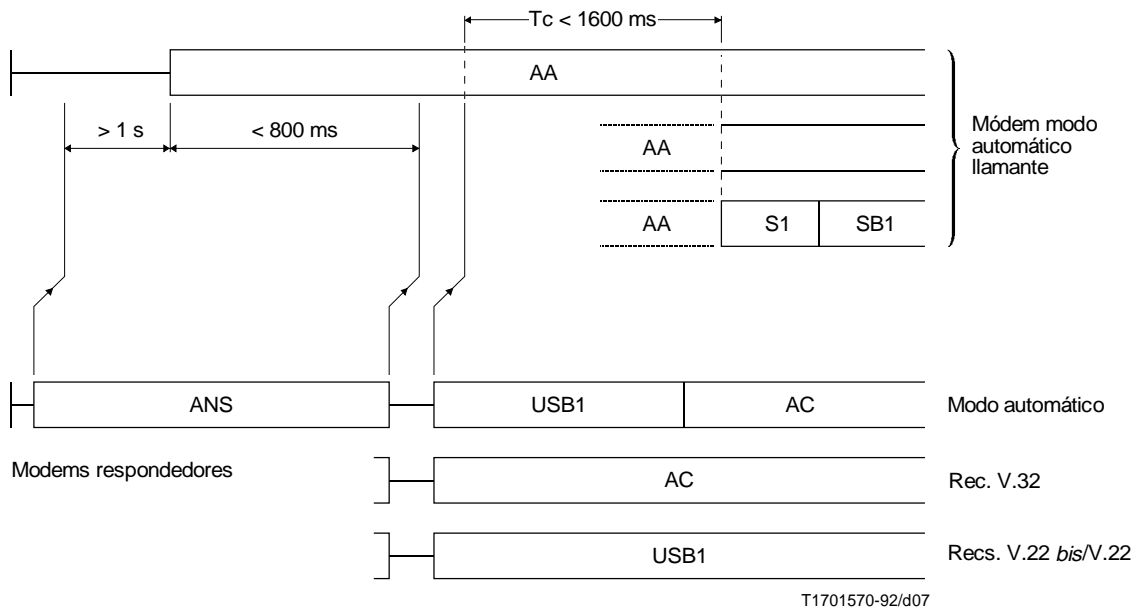 Tc < 1600 ms
AA
> 1 s
< 800 ms
AA
Módem modo
automático
llamante
AA
S1
SB1
ANS
USB1
AC
Modo automático
Modems respondedores
AC
Rec. V.32
USB1
Recs. V.22 bis/V.22
T1701570-92/d07